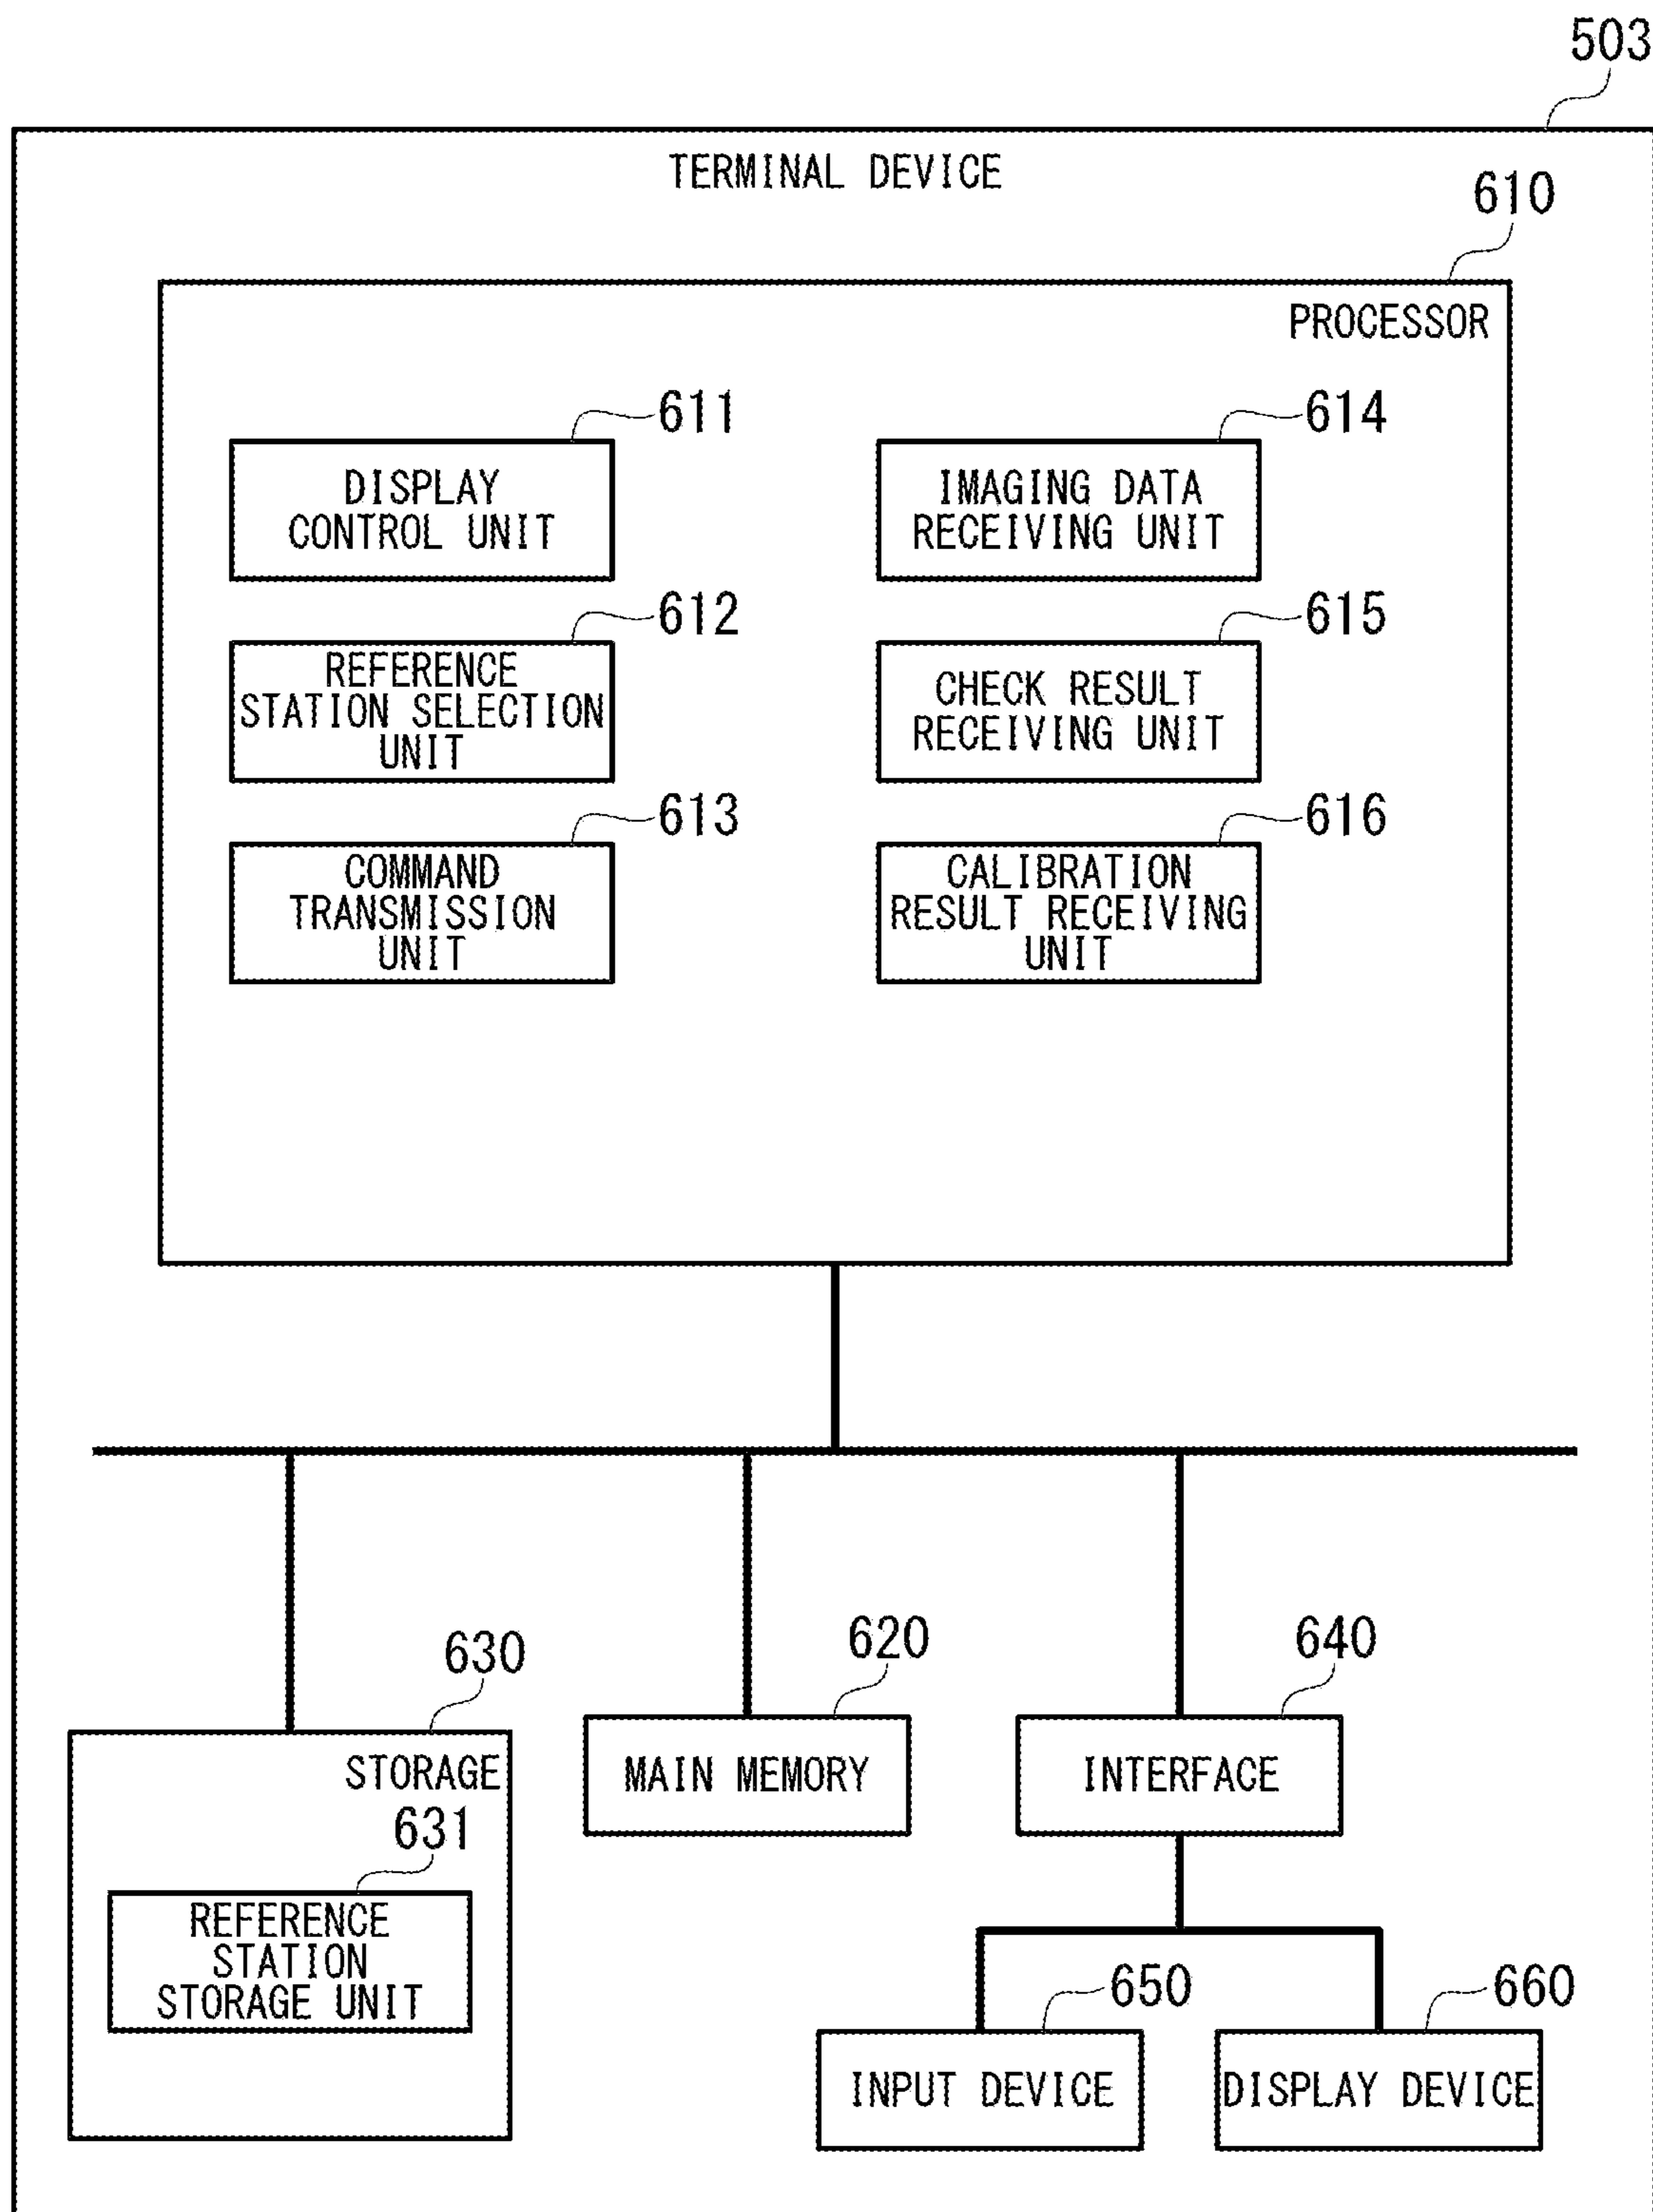 503
TERMINAL DEVICE
610
PROCESSOR
611
DISPLAY
CONTROL UNIT
612
REFERENCE
STATION SELECTION
UNIT
613
COMMAND
TRANSMISSION
UNIT
614
IMAGING DATA
RECEIVING UNIT
615
CHECK RESULT
RECEIVING UNIT
616
CALIBRATION
RESULT RECEIVING
UNIT
630
STORAGE
631
REFERENCE
STATION
STORAGE UNIT
620
MAIN MEMORY
640
INTERFACE
650
INPUT DEVICE
660
DISPLAY DEVICE